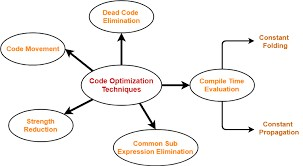 Dead Code
Elimination
Code Movement
Constant
Folding
Code Optimization
Techniques
Compile Time
Evaluation
Strength
Reduction
Common Sub
Expression Elimination
Constant
Propagation